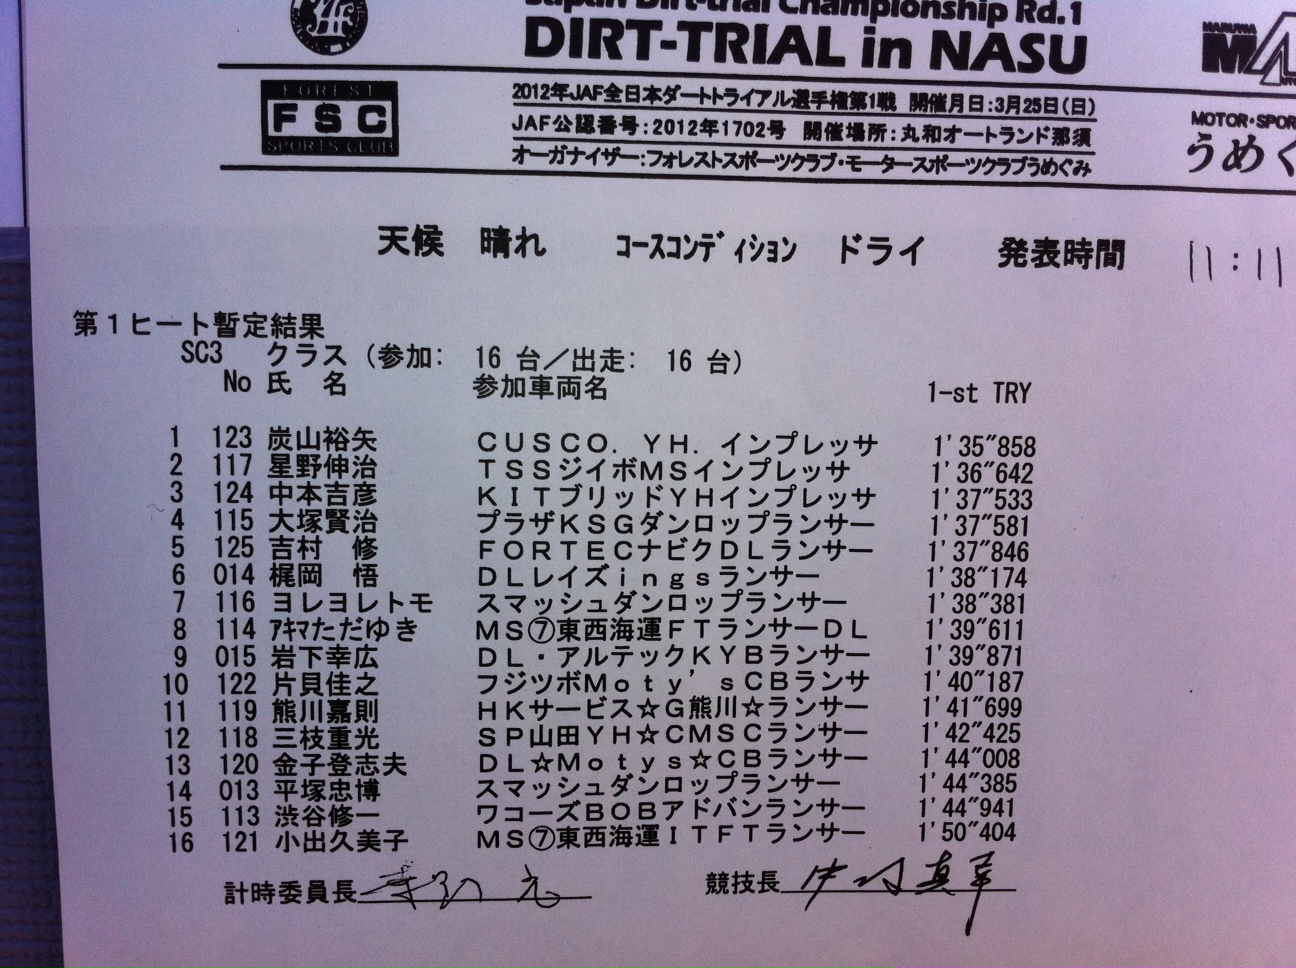 Japan Dirt-trial Championship Rd.1
DIRT-TRIAL in NASU
FOREST
FSC
SPORTS CLUB
2012年JAF全日本ダートトライアル選手権第1戦 開催月日:3月25日(日)
JAF公認番号:2012年1702号 開催場所:丸和オートランド那須
オーガナイザー:フォレストスポーツクラブ・モータースポーツクラブうめぐみ
MARUWA
MOTOR・SPOR
うめぐ
天候 晴れ コースコンディション ドライ 発表時間 11:11
第1ヒート暫定結果
SC3 クラス (参加: 16 台/出走: 16 台)
No 氏 名 参加車両名 1-st TRY
1 123 炭山裕矢 CUSCO. YH. インプレッサ 1'35"858
2 117 星野伸治 TSSジイボMSインプレッサ 1'36"642
3 124 中本吉彦 KITブリッドYHインプレッサ 1'37"533
4 115 大塚賢治 プラザKSGダンロップランサー 1'37"581
5 125 吉村 修 FORTECナビクDLランサー 1'37"846
6 014 梶岡 悟 DLレイズingsランサー 1'38"174
7 116 ヨレヨレトモ スマッシュダンロップランサー 1'38"381
8 114 ｱｷﾏただゆき MS⑦東西海運FTランサーDL 1'39"611
9 015 岩下幸広 DL・アルテックKYBランサー 1'39"871
10 122 片貝佳之 フジツボMoty'sCBランサ 1'40"187
11 119 熊川嘉則 HKサービス☆G熊川☆ランサー 1'41"699
12 118 三枝重光 SP山田YH☆CMSCランサー 1'42"425
13 120 金子登志夫 DL☆Motys☆CBランサー 1'44"008
14 013 平塚忠博 スマッシュダンロップランサー 1'44"385
15 113 渋谷修一 ワコーズBOBアドバンランサー 1'44"941
16 121 小出久美子 MS⑦東西海運ITFTランサー 1'50"404
計時委員長 競技長